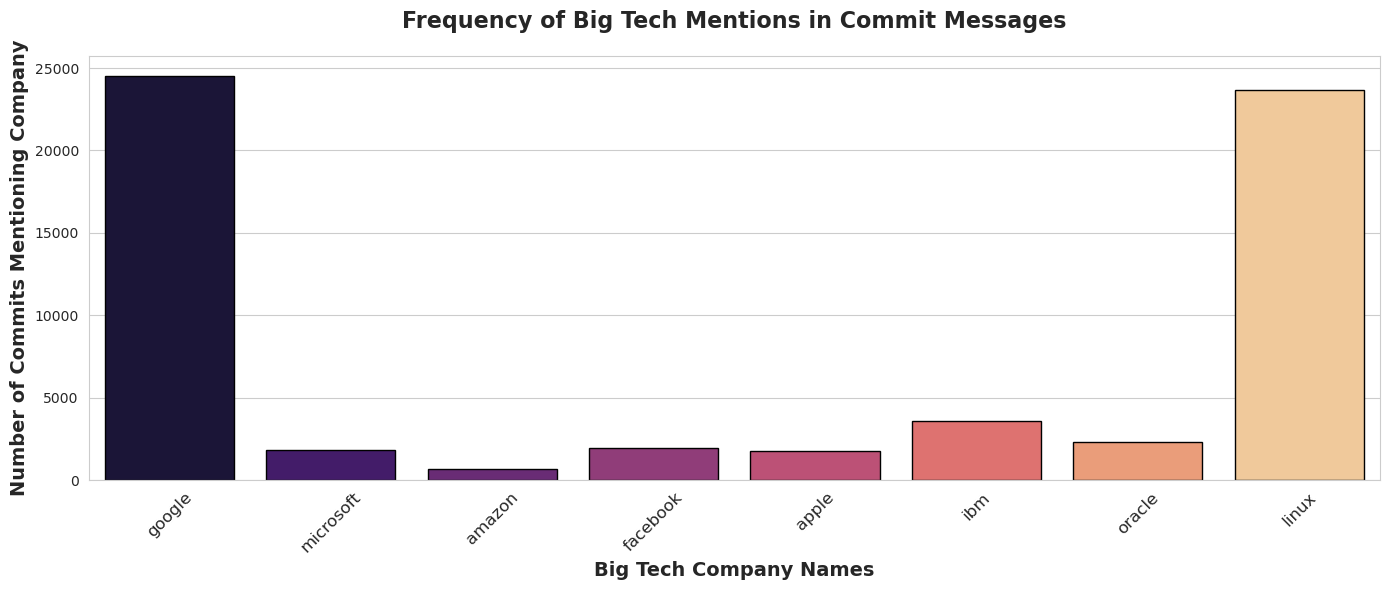 Frequency of Big Tech Mentions in Commit Messages
Number of Commits Mentioning Company
25000
20000
15000
10000
5000
0
google
microsoft
amazon
facebook
apple
ibm
oracle
linux
Big Tech Company Names